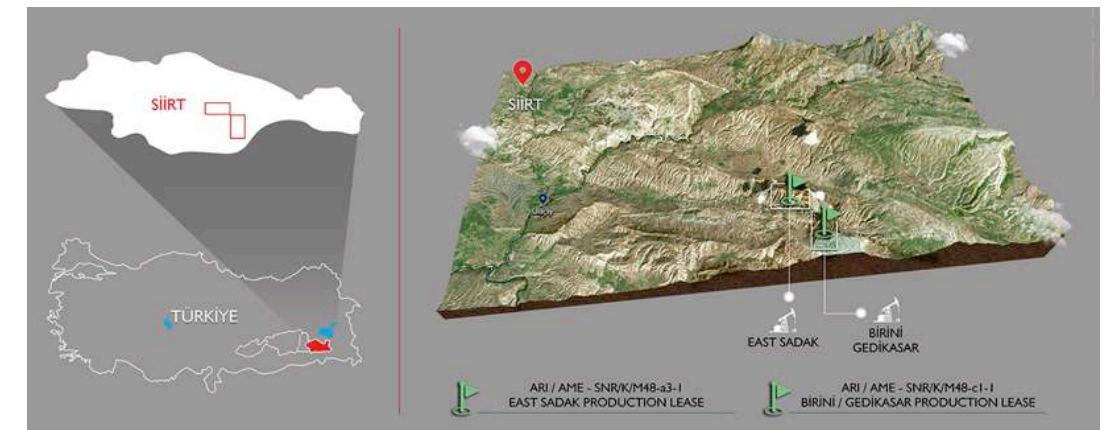 SİİRT
TÜRKİYE
SİİRT
EAST SADAK
BİRİNİ
GEDİKASAR
ARI / AME - SNR/K/M48-a3-1
EAST SADAK PRODUCTION LEASE
ARI / AME - SNR/K/M48-c1-1
BİRİNİ / GEDİKASAR PRODUCTION LEASE